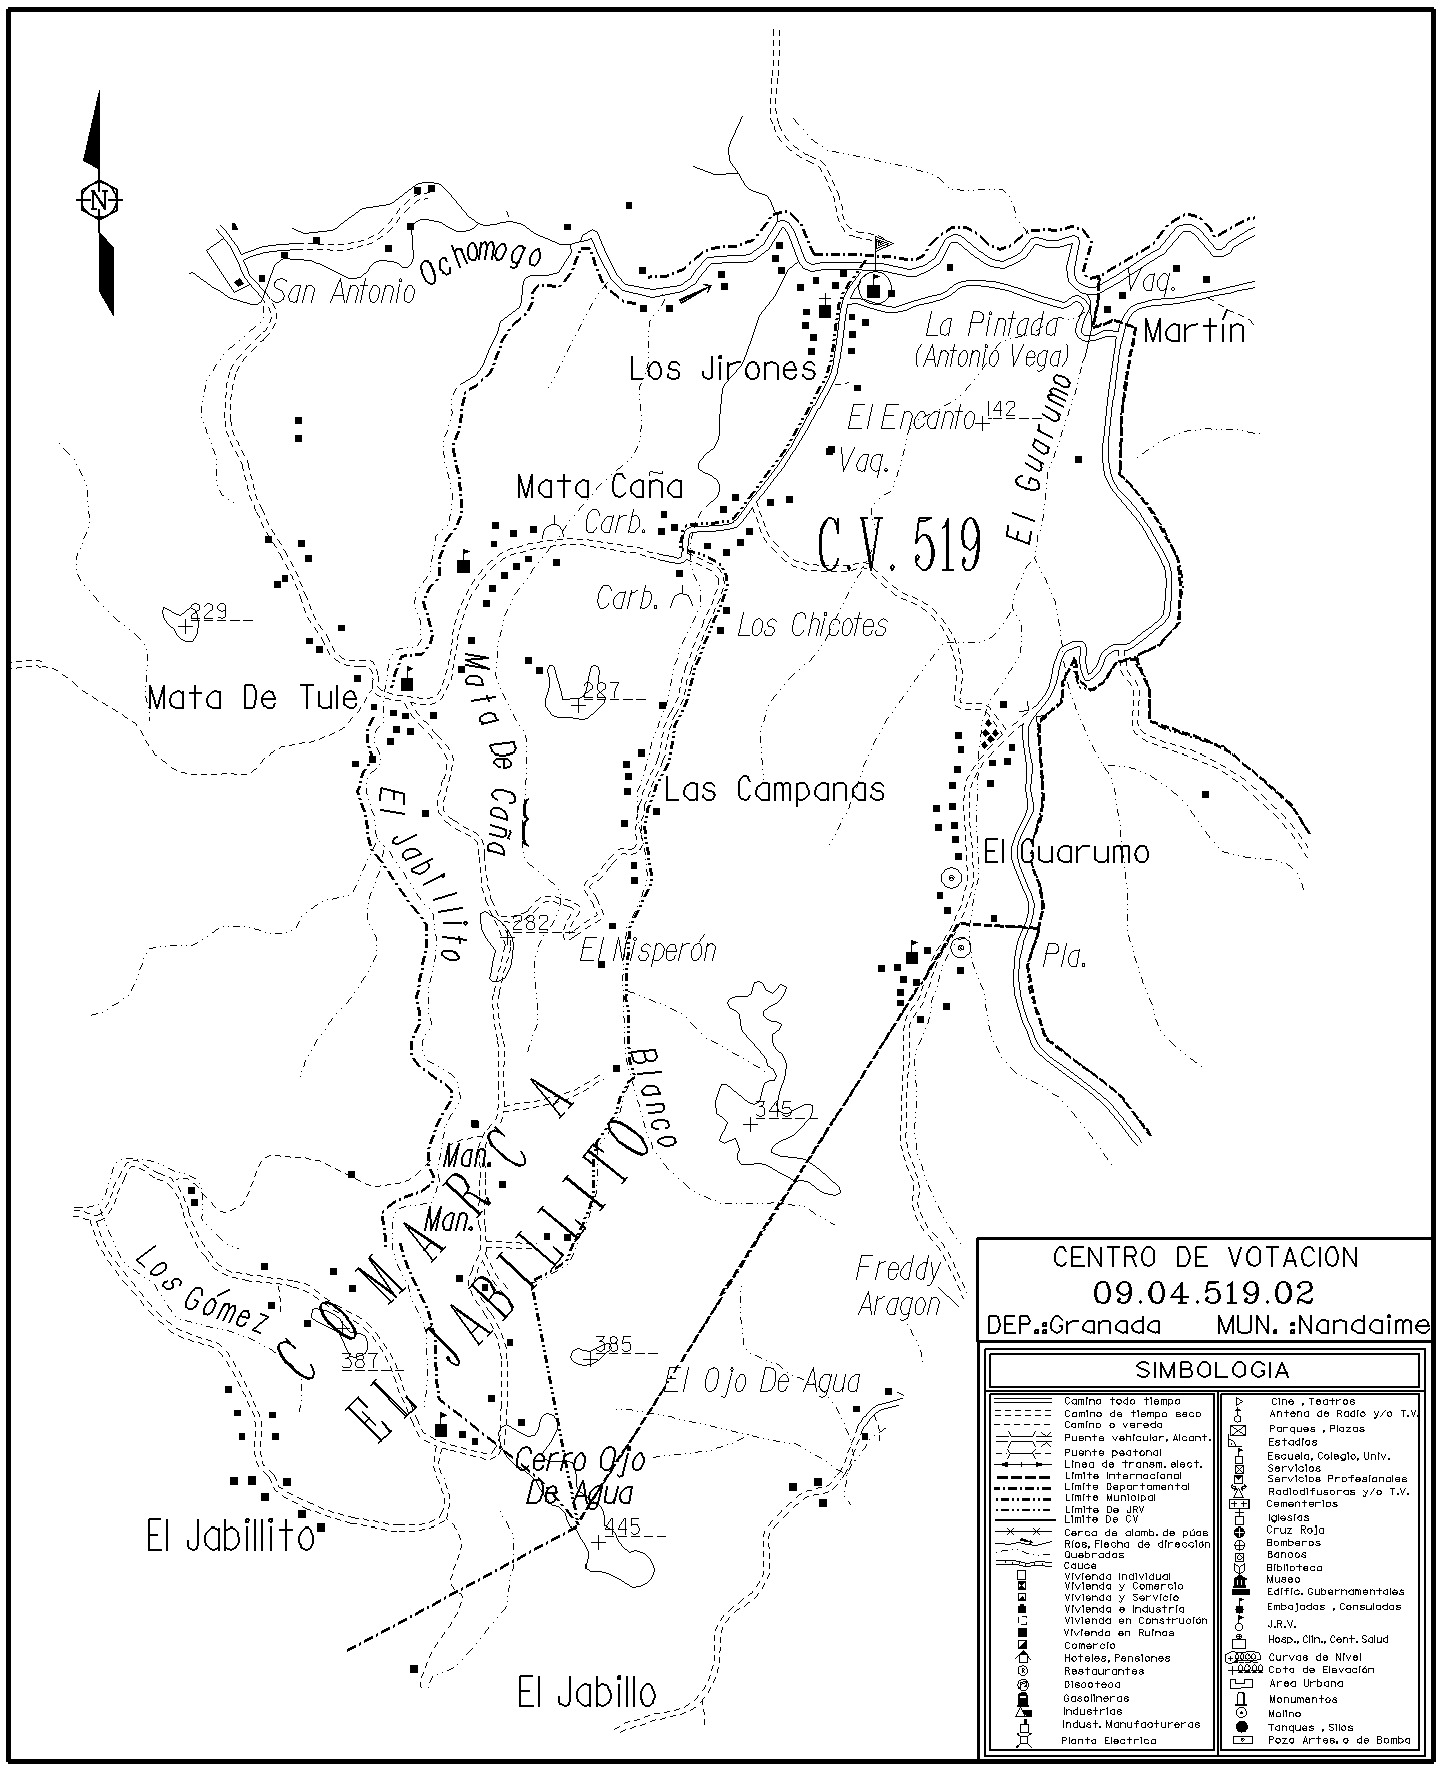 N
Ochomogo
San Antonio
Vaq.
La Pintada
(Antonio Vega)
Martín
Los Jirones
El Encanto
142
El Guarumo
Vaq.
Mata Caña
Carb.
C.V. 519
Carb.
229
Los Chicotes
Mata De Tule
Mata De Caña
287
El Jabillito
Las Campanas
El Guarumo
282
El Nisperón
Pla.
Blanco
345
COMARCA
EL JABILLITO
Man.
Man.
Los Gómez
387
Freddy
Aragon
385
El Ojo De Agua
Cerro Ojo
De Agua
445
El Jabillito
El Jabillo
CENTRO DE VOTACION
09.04.519.02
DEP.:Granada MUN. :Nandaime
SIMBOLOGIA
Camino todo tiempo
Camino de tiempo seco
Camino o vereda
Puente vehicular, Alcant.
Puente peatonal
Linea de transm. elect.
Limite Internacional
Limite Departamental
Limite Municipal
Limite De JRV
Limite De CV
Cerca de alamb. de púas
Ríos, Flecha de dirección
Quebradas
Cauce
Vivienda Individual
Vivienda y Comercio
Vivienda y Servicio
Vivienda e Industria
Vivienda en Construción
Vivienda en Ruinas
Comercio
Hoteles, Pensiones
Restaurantes
Discoteca
Gasolineras
Industrias
Indust. Manufactureras
Planta Electrica
Cine , Teatros
Antena de Radio y/o T.V.
Parques , Plazas
Estadios
Escuela, Colegio, Univ.
Servicios
Servicios Profesionales
Radiodifusoras y/o T.V.
Cementerios
Iglesias
Cruz Roja
Bomberos
Bancos
Biblioteca
Museo
Edific. Gubernamentales
Embajadas , Consulados
J.R.V.
Hosp., Clin., Cent. Salud
Curvas de Nivel
Cota de Elevación
Area Urbana
Monumentos
Molino
Tanques , Silos
Pozo Artes. o de Bomba